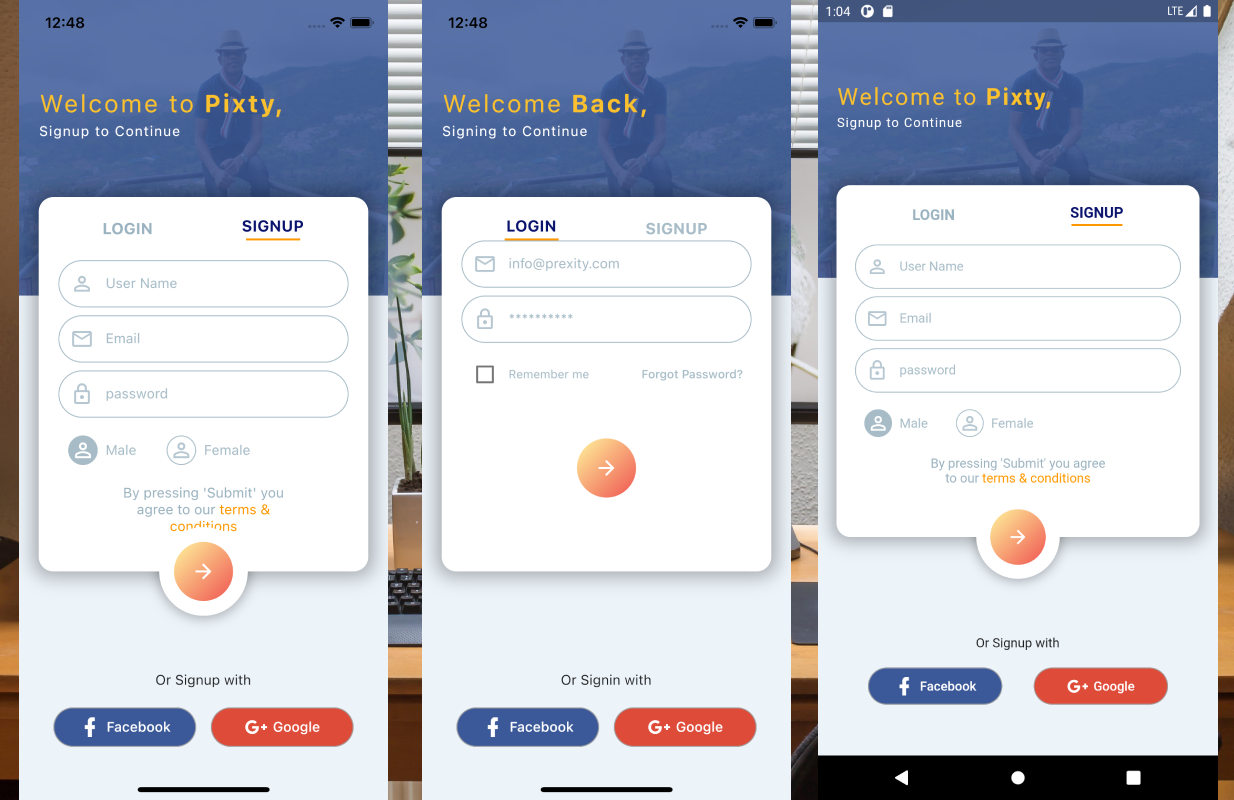 12:48
Welcome to Pixty,
Signup to Continue
LOGIN
SIGNUP
User Name
Email
password
Male
Female
By pressing 'Submit' you
agree to our terms &
conditions
Or Signup with
Facebook
G+ Google
12:48
Welcome Back,
Signing to Continue
LOGIN
SIGNUP
info@prexity.com
**********
Remember me
Forgot Password?
Or Signin with
Facebook
G+ Google
1:04
LTE
Welcome to Pixty,
Signup to Continue
LOGIN
SIGNUP
User Name
Email
password
Male
Female
By pressing 'Submit' you agree
to our terms & conditions
Or Signup with
Facebook
G+ Google